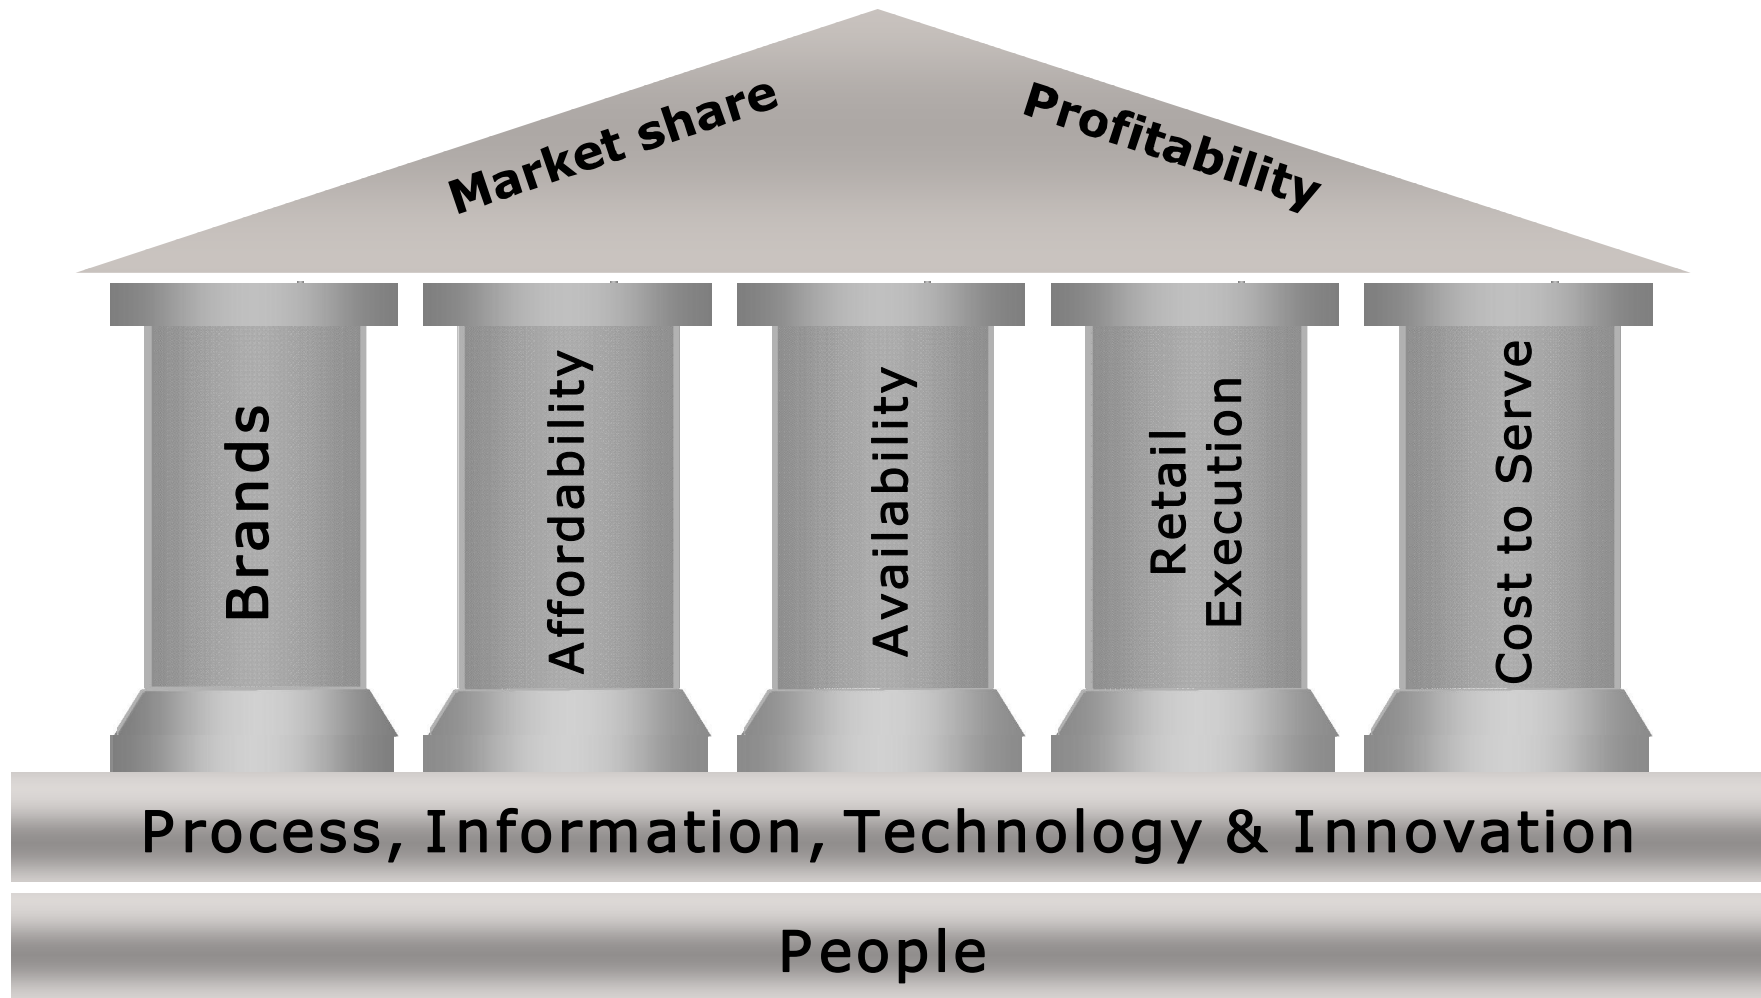 Market share
Profitability
Brands
Affordability
Availability
Retail
Execution
Cost to Serve
Process, Information, Technology & Innovation
People